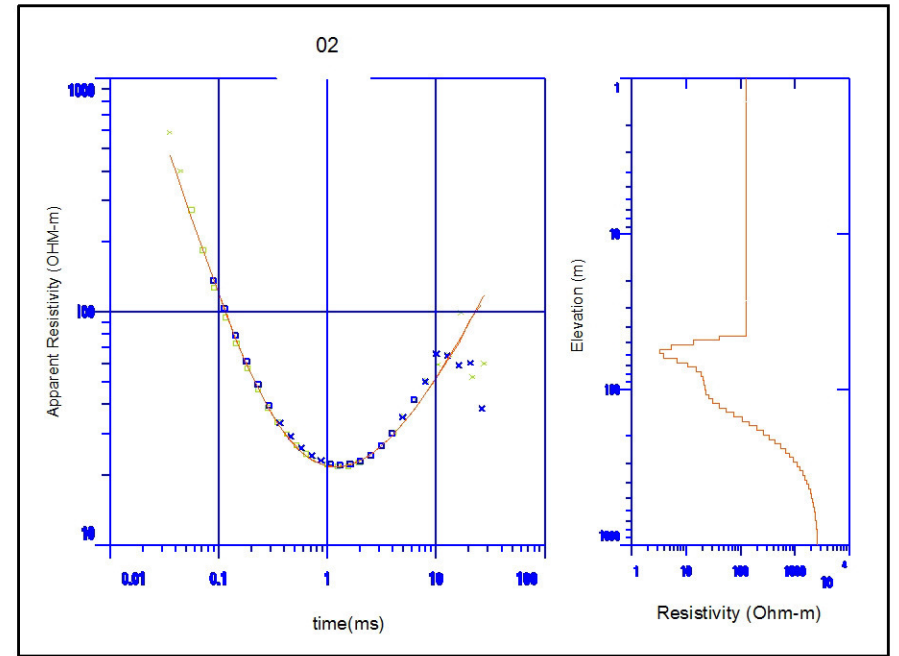 02
1000
100
10
Apparent Resistivity (OHM-m)
0.01 0.1 1 10 100
time(ms)
1
10
100
1000
Elevation (m)
1 10 100 1000 10 4
Resistivity (Ohm-m)